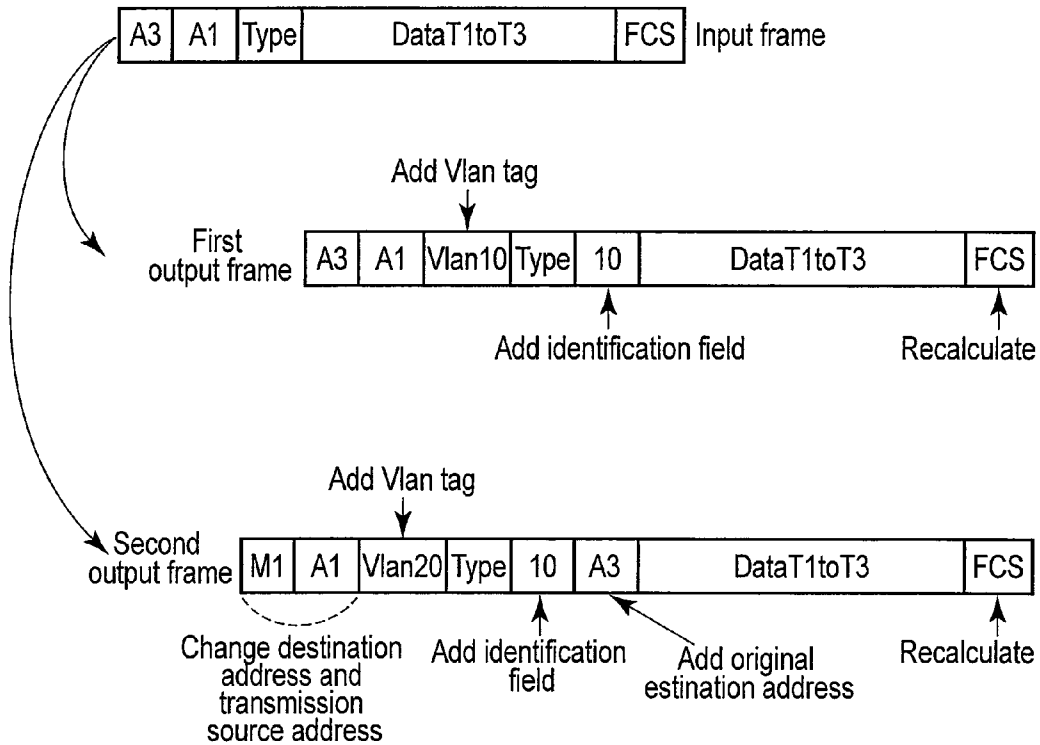 A3 A1 Type DataT1toT3 FCS Input frame
Add Vlan tag
First
output frame
A3 A1 Vlan10 Type 10 DataT1toT3 FCS
Add identification field
Recalculate
Add Vlan tag
Second
output frame
M1 A1 Vlan20 Type 10 A3 DataT1toT3 FCS
Change destination
address and
transmission
source address
Add identification
field
Add original
estination address
Recalculate